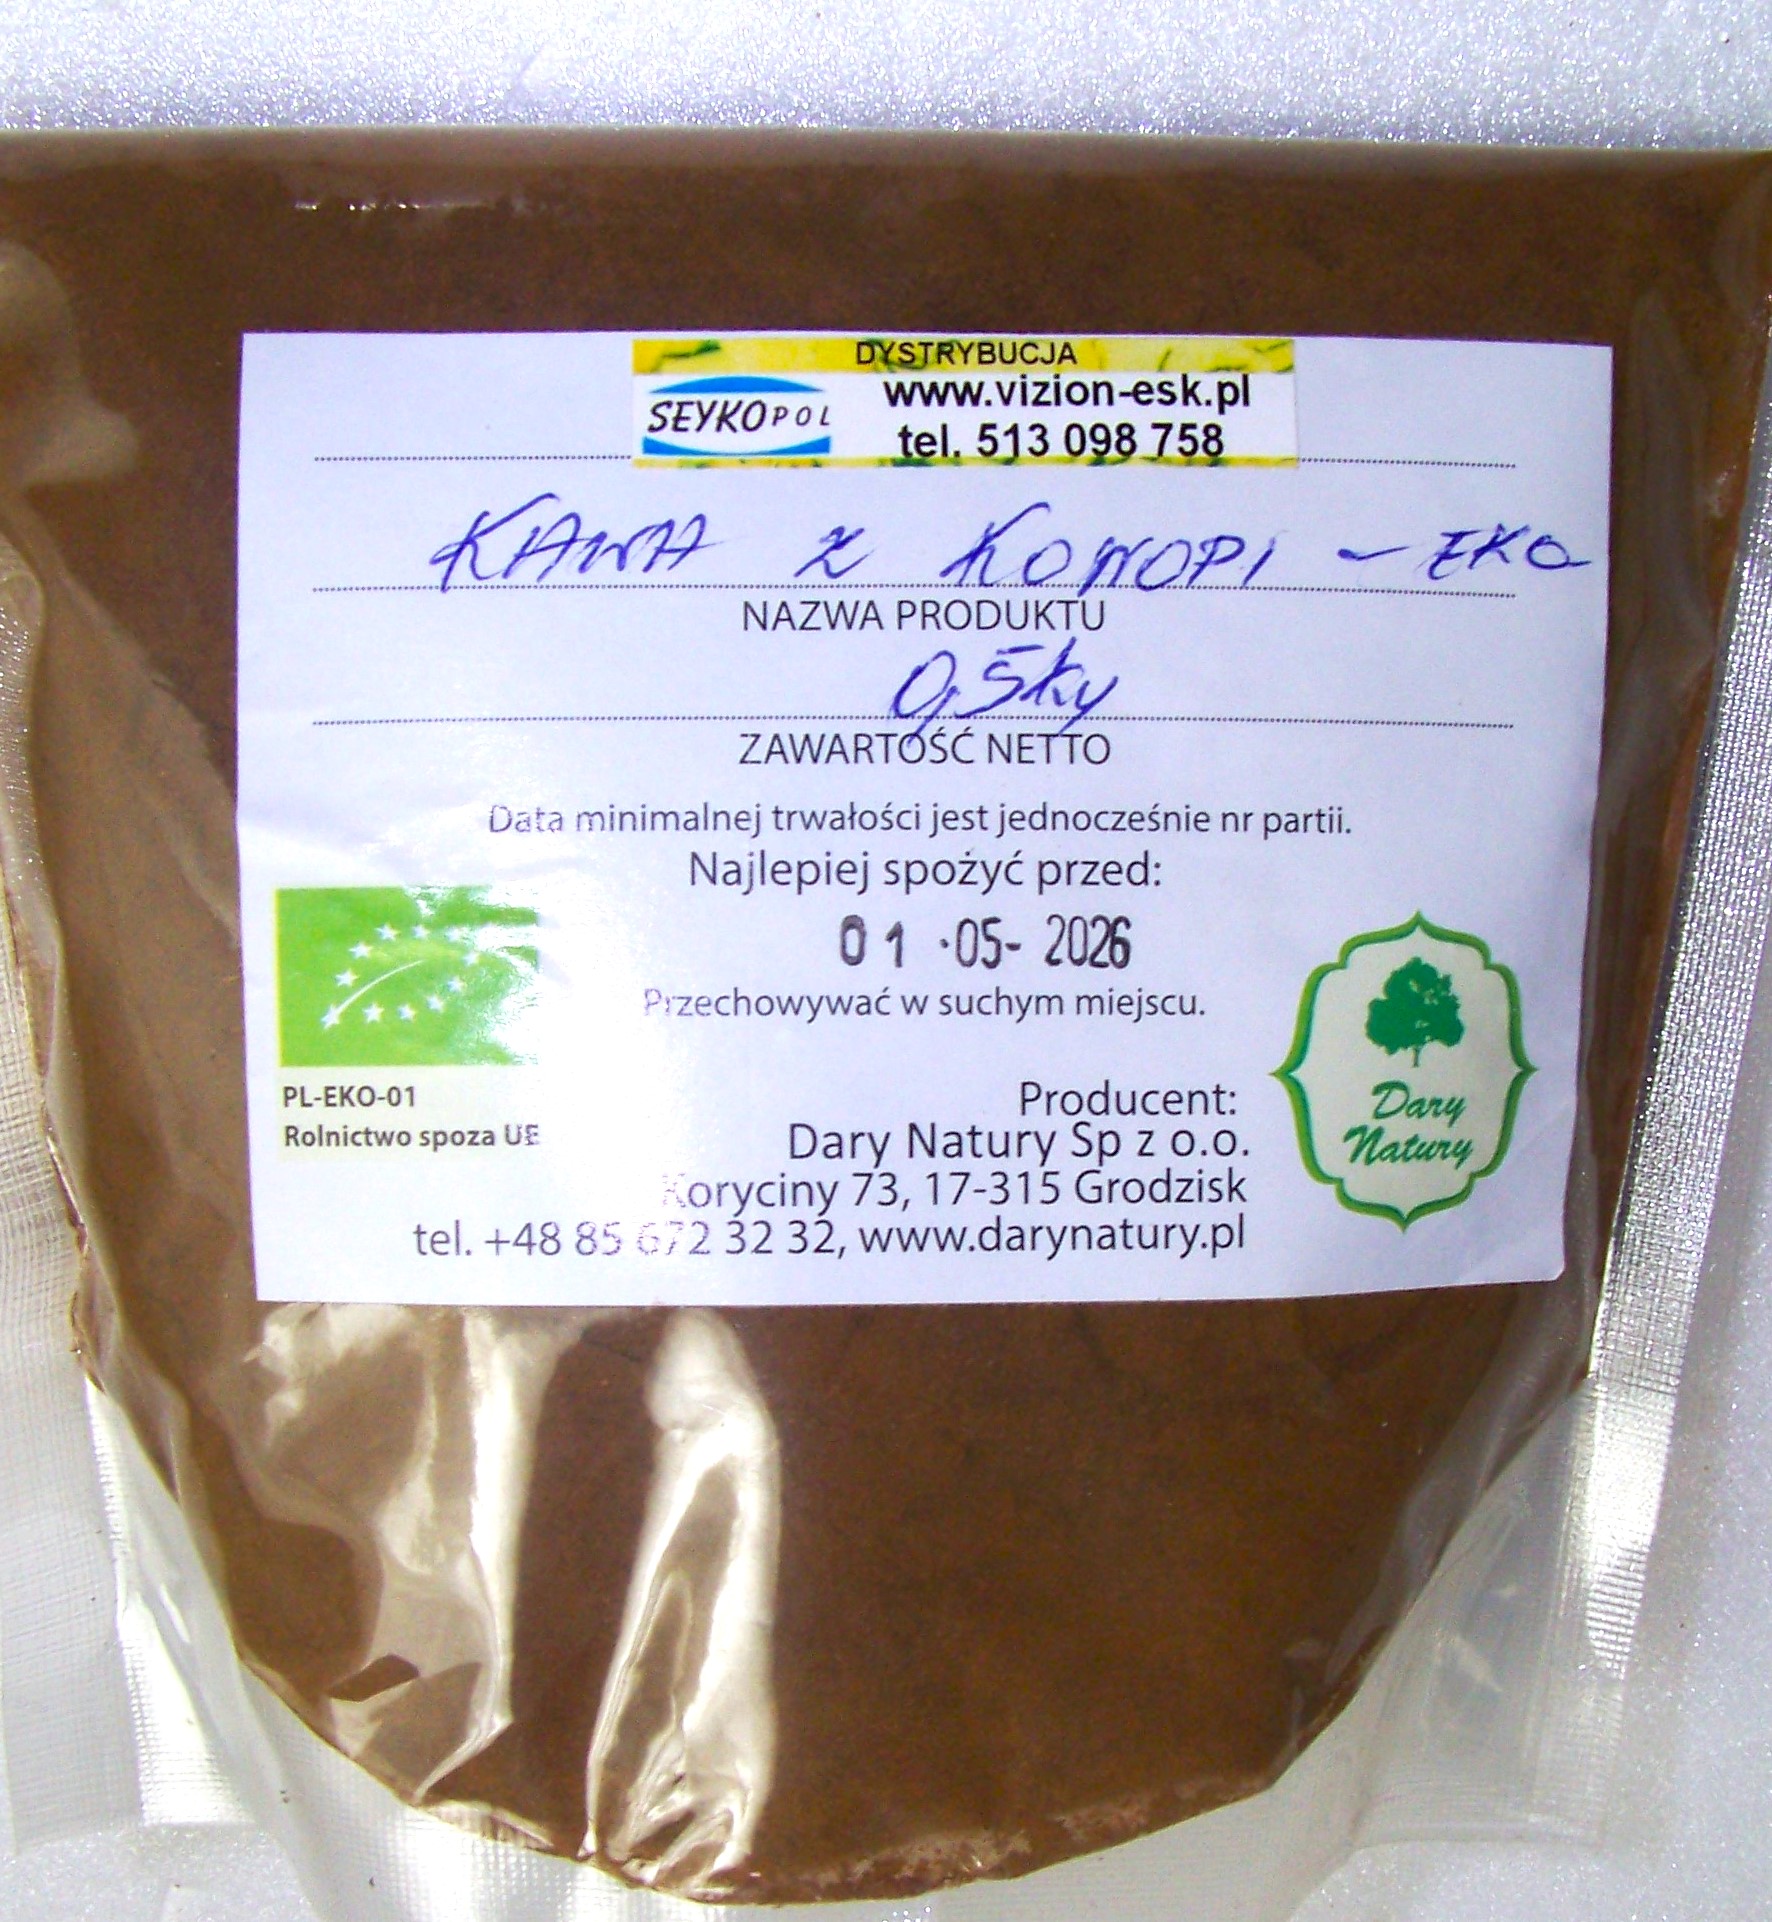 DYSTRYBUCJA
SEYKOPOL
www.vizion-esk.pl
tel. 513 098 758
KAWA Z KONOPI - EKO
NAZWA PRODUKTU
0,5kg
ZAWARTOŚĆ NETTO
Data minimalnej trwałości jest jednocześnie nr partii.
Najlepiej spożyć przed:
01 ·05- 2026
Przechowywać w suchym miejscu.
PL-EKO-01
Rolnictwo spoza UE
Producent:
Dary Natury Sp z o.o.
Koryciny 73, 17-315 Grodzisk
tel. +48 85 672 32 32, www.darynatury.pl
Dary
Natury